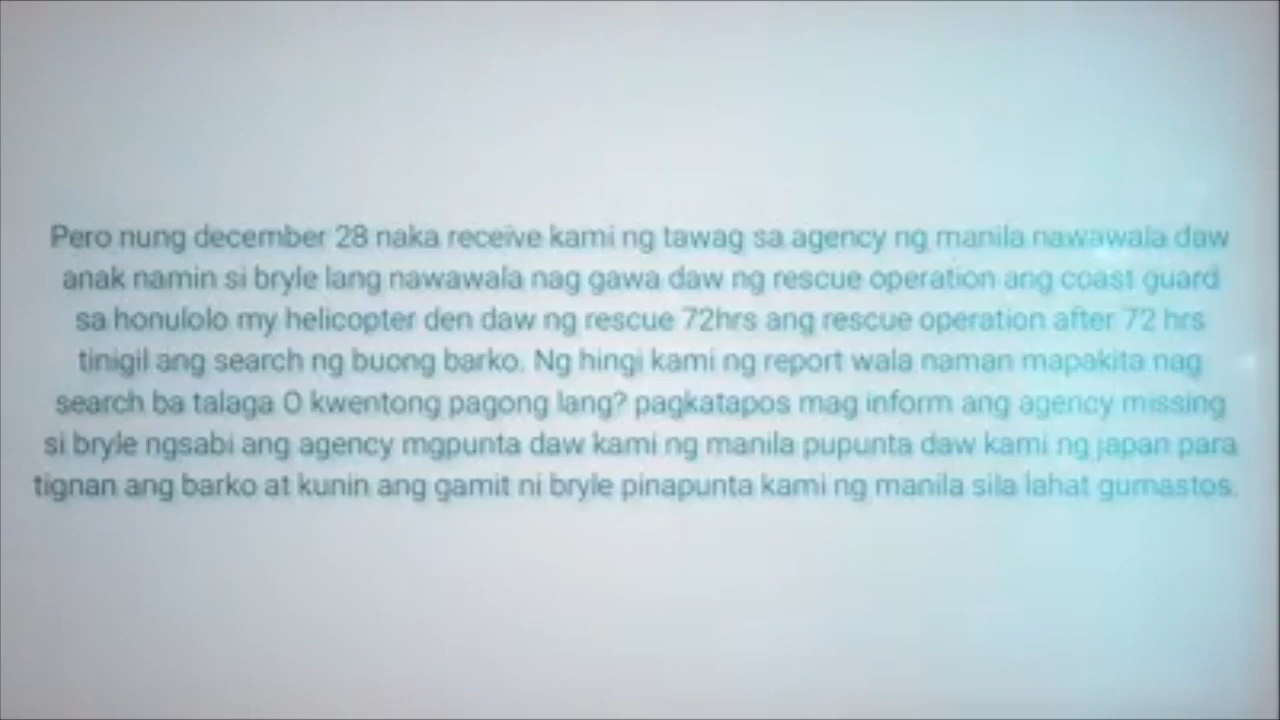 Pero nung december 28 naka receive kami ng tawag sa agency ng manila nawawala daw
anak namin si bryle lang nawawala nag gawa daw ng rescue operation ang coast guard
sa honulolo my helicopter den daw ng rescue 72hrs ang rescue operation after 72 hrs
tinigil ang search ng buong barko. Ng hingi kami ng report wala naman mapakita nag
search ba talaga O kwentong pagong lang? pagkatapos mag inform ang agency missing
si bryle ngsabi ang agency mgpunta daw kami ng manila pupunta daw kami ng japan para
tignan ang barko at kunin ang gamit ni bryle pinapunta kami ng manila sila lahat gumastos.